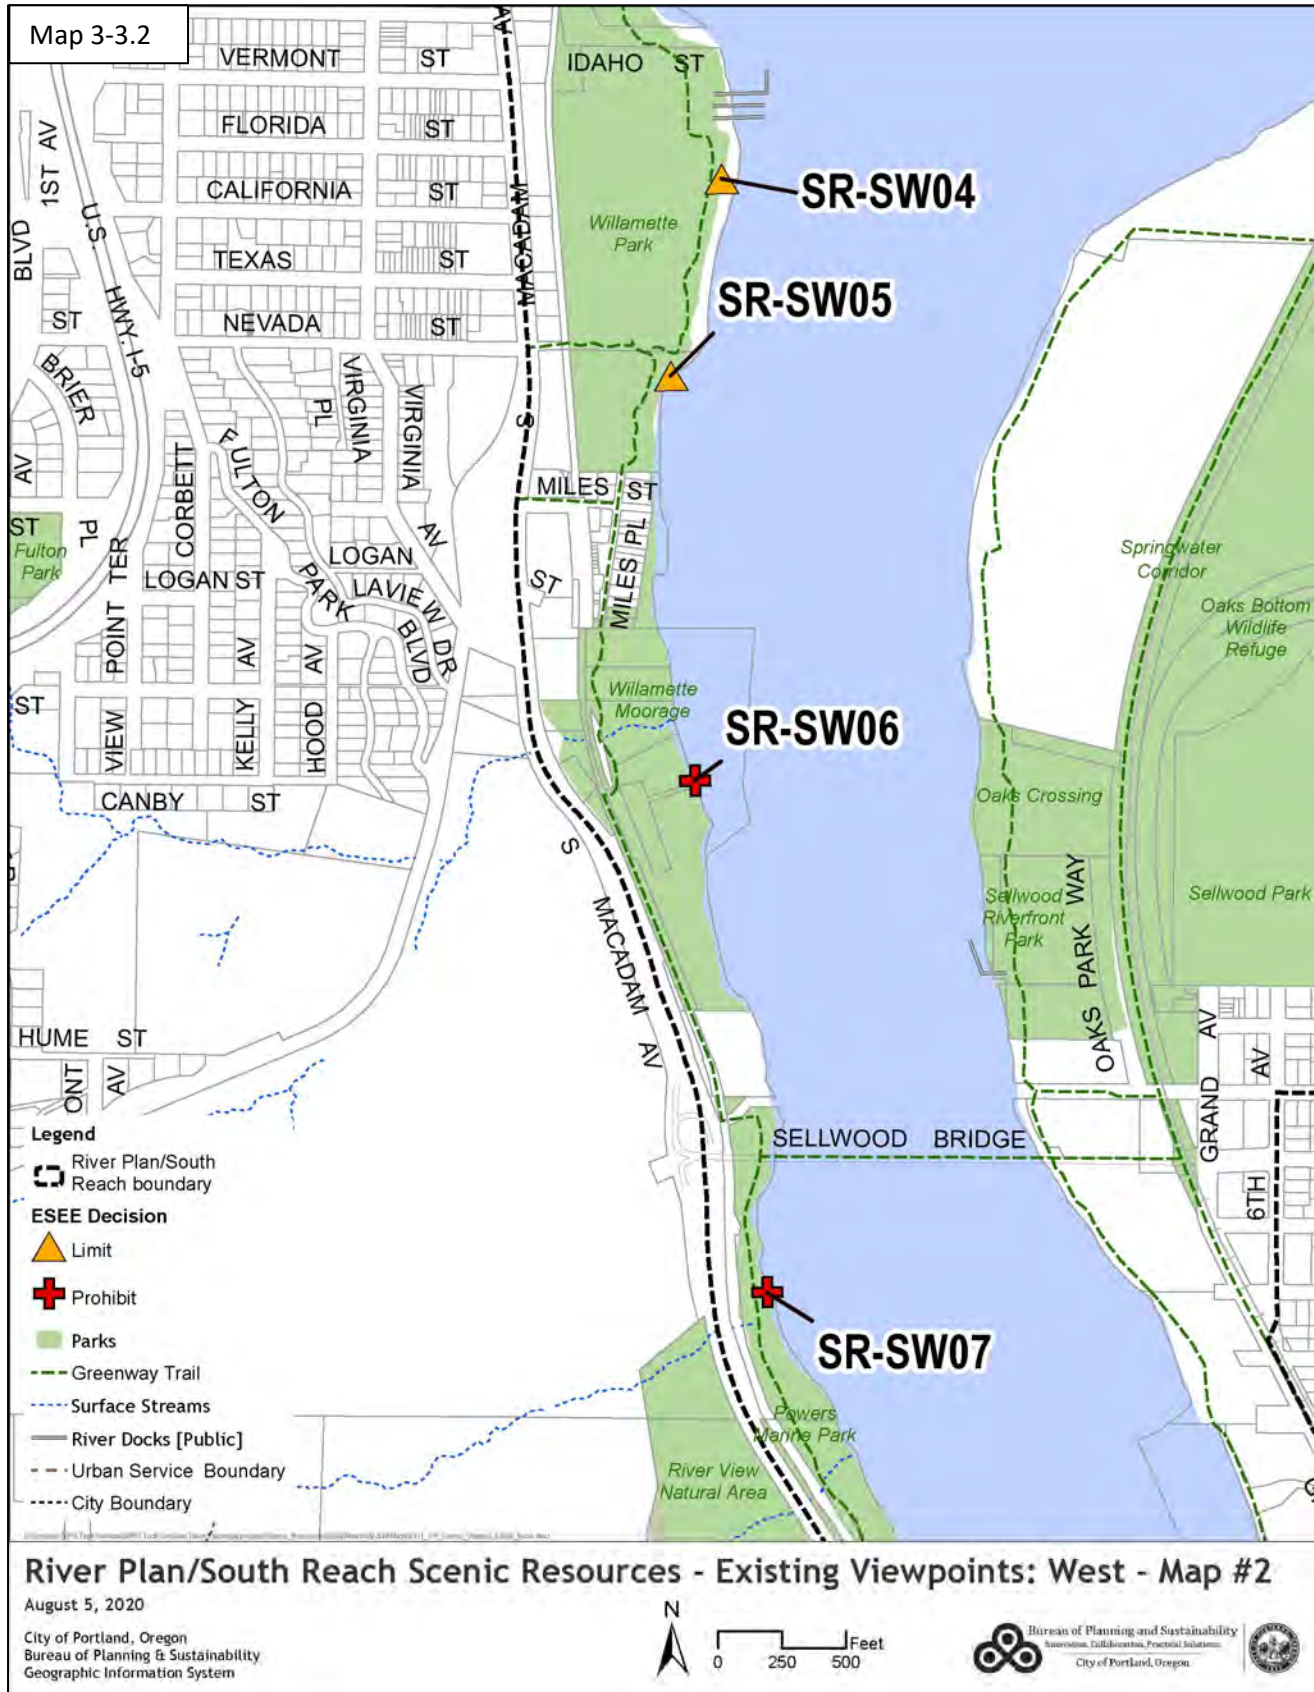 Map 3-3.2
VERMONT ST
FLORIDA ST
CALIFORNIA ST
TEXAS ST
NEVADA ST
IDAHO ST
1ST AV
BLVD
U.S. HWY. I-5
ST
BRIER
PL
AV
S MACADAM
AV
Willamette
Park
SR-SW04
SR-SW05
VIRGINIA
PL
VIRGINIA
AV
CORBETT
FULTON
PARK
BLVD
MILES ST
MILES PL
ST
LOGAN
LAVIEW DR
LOGAN ST
ST
Fulton
Park
POINT TER
VIEW
KELLY AV
HOOD AV
CANBY ST
ST
Willamette
Moorage
SR-SW06
S MACADAM AV
Springwater
Corridor
Oaks Bottom
Wildlife
Refuge
Oaks Crossing
Sellwood
Riverfront
Park
OAKS PARK WAY
Sellwood Park
HUME ST
ONT
AV
GRAND AV
AV
6TH
SELLWOOD BRIDGE
SR-SW07
Powers
Marine Park
River View
Natural Area
Legend
River Plan/South
Reach boundary
ESEE Decision
Limit
Prohibit
Parks
Greenway Trail
Surface Streams
River Docks [Public]
Urban Service Boundary
City Boundary
River Plan/South Reach Scenic Resources - Existing Viewpoints: West - Map #2
August 5, 2020
City of Portland, Oregon
Bureau of Planning & Sustainability
Geographic Information System
N
Feet
0 250 500
Bureau of Planning and Sustainability
Innovation. Collaboration. Practical Solutions.
City of Portland, Oregon